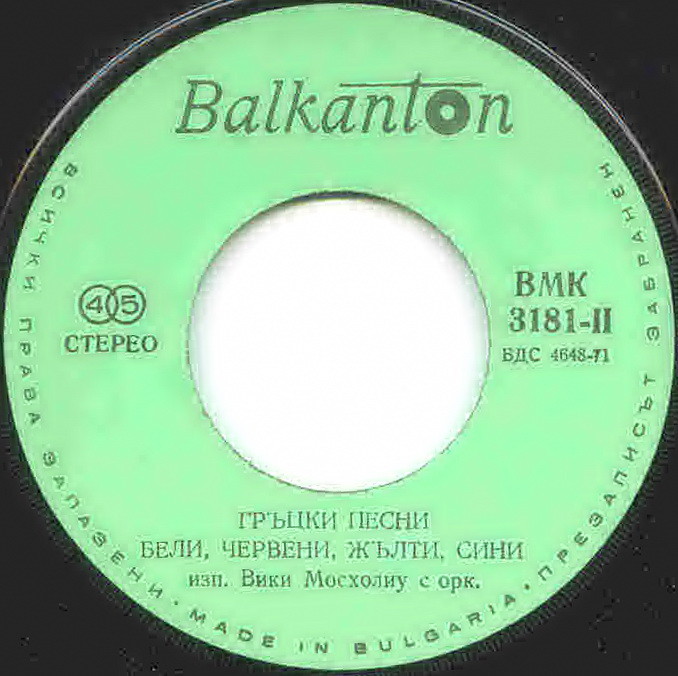 Balkanton
45
СТЕРЕО
ВМК
3181-II
БДС 4648-71
ГРЪЦКИ ПЕСНИ
БЕЛИ, ЧЕРВЕНИ, ЖЪЛТИ, СИНИ
изп. Вики Мосхолиу с орк.
ВСИЧКИ ПРАВА ЗАПАЗЕНИ · MADE IN BULGARIA · ПРЕЗАПИСЪТ ЗАБРАНЕН